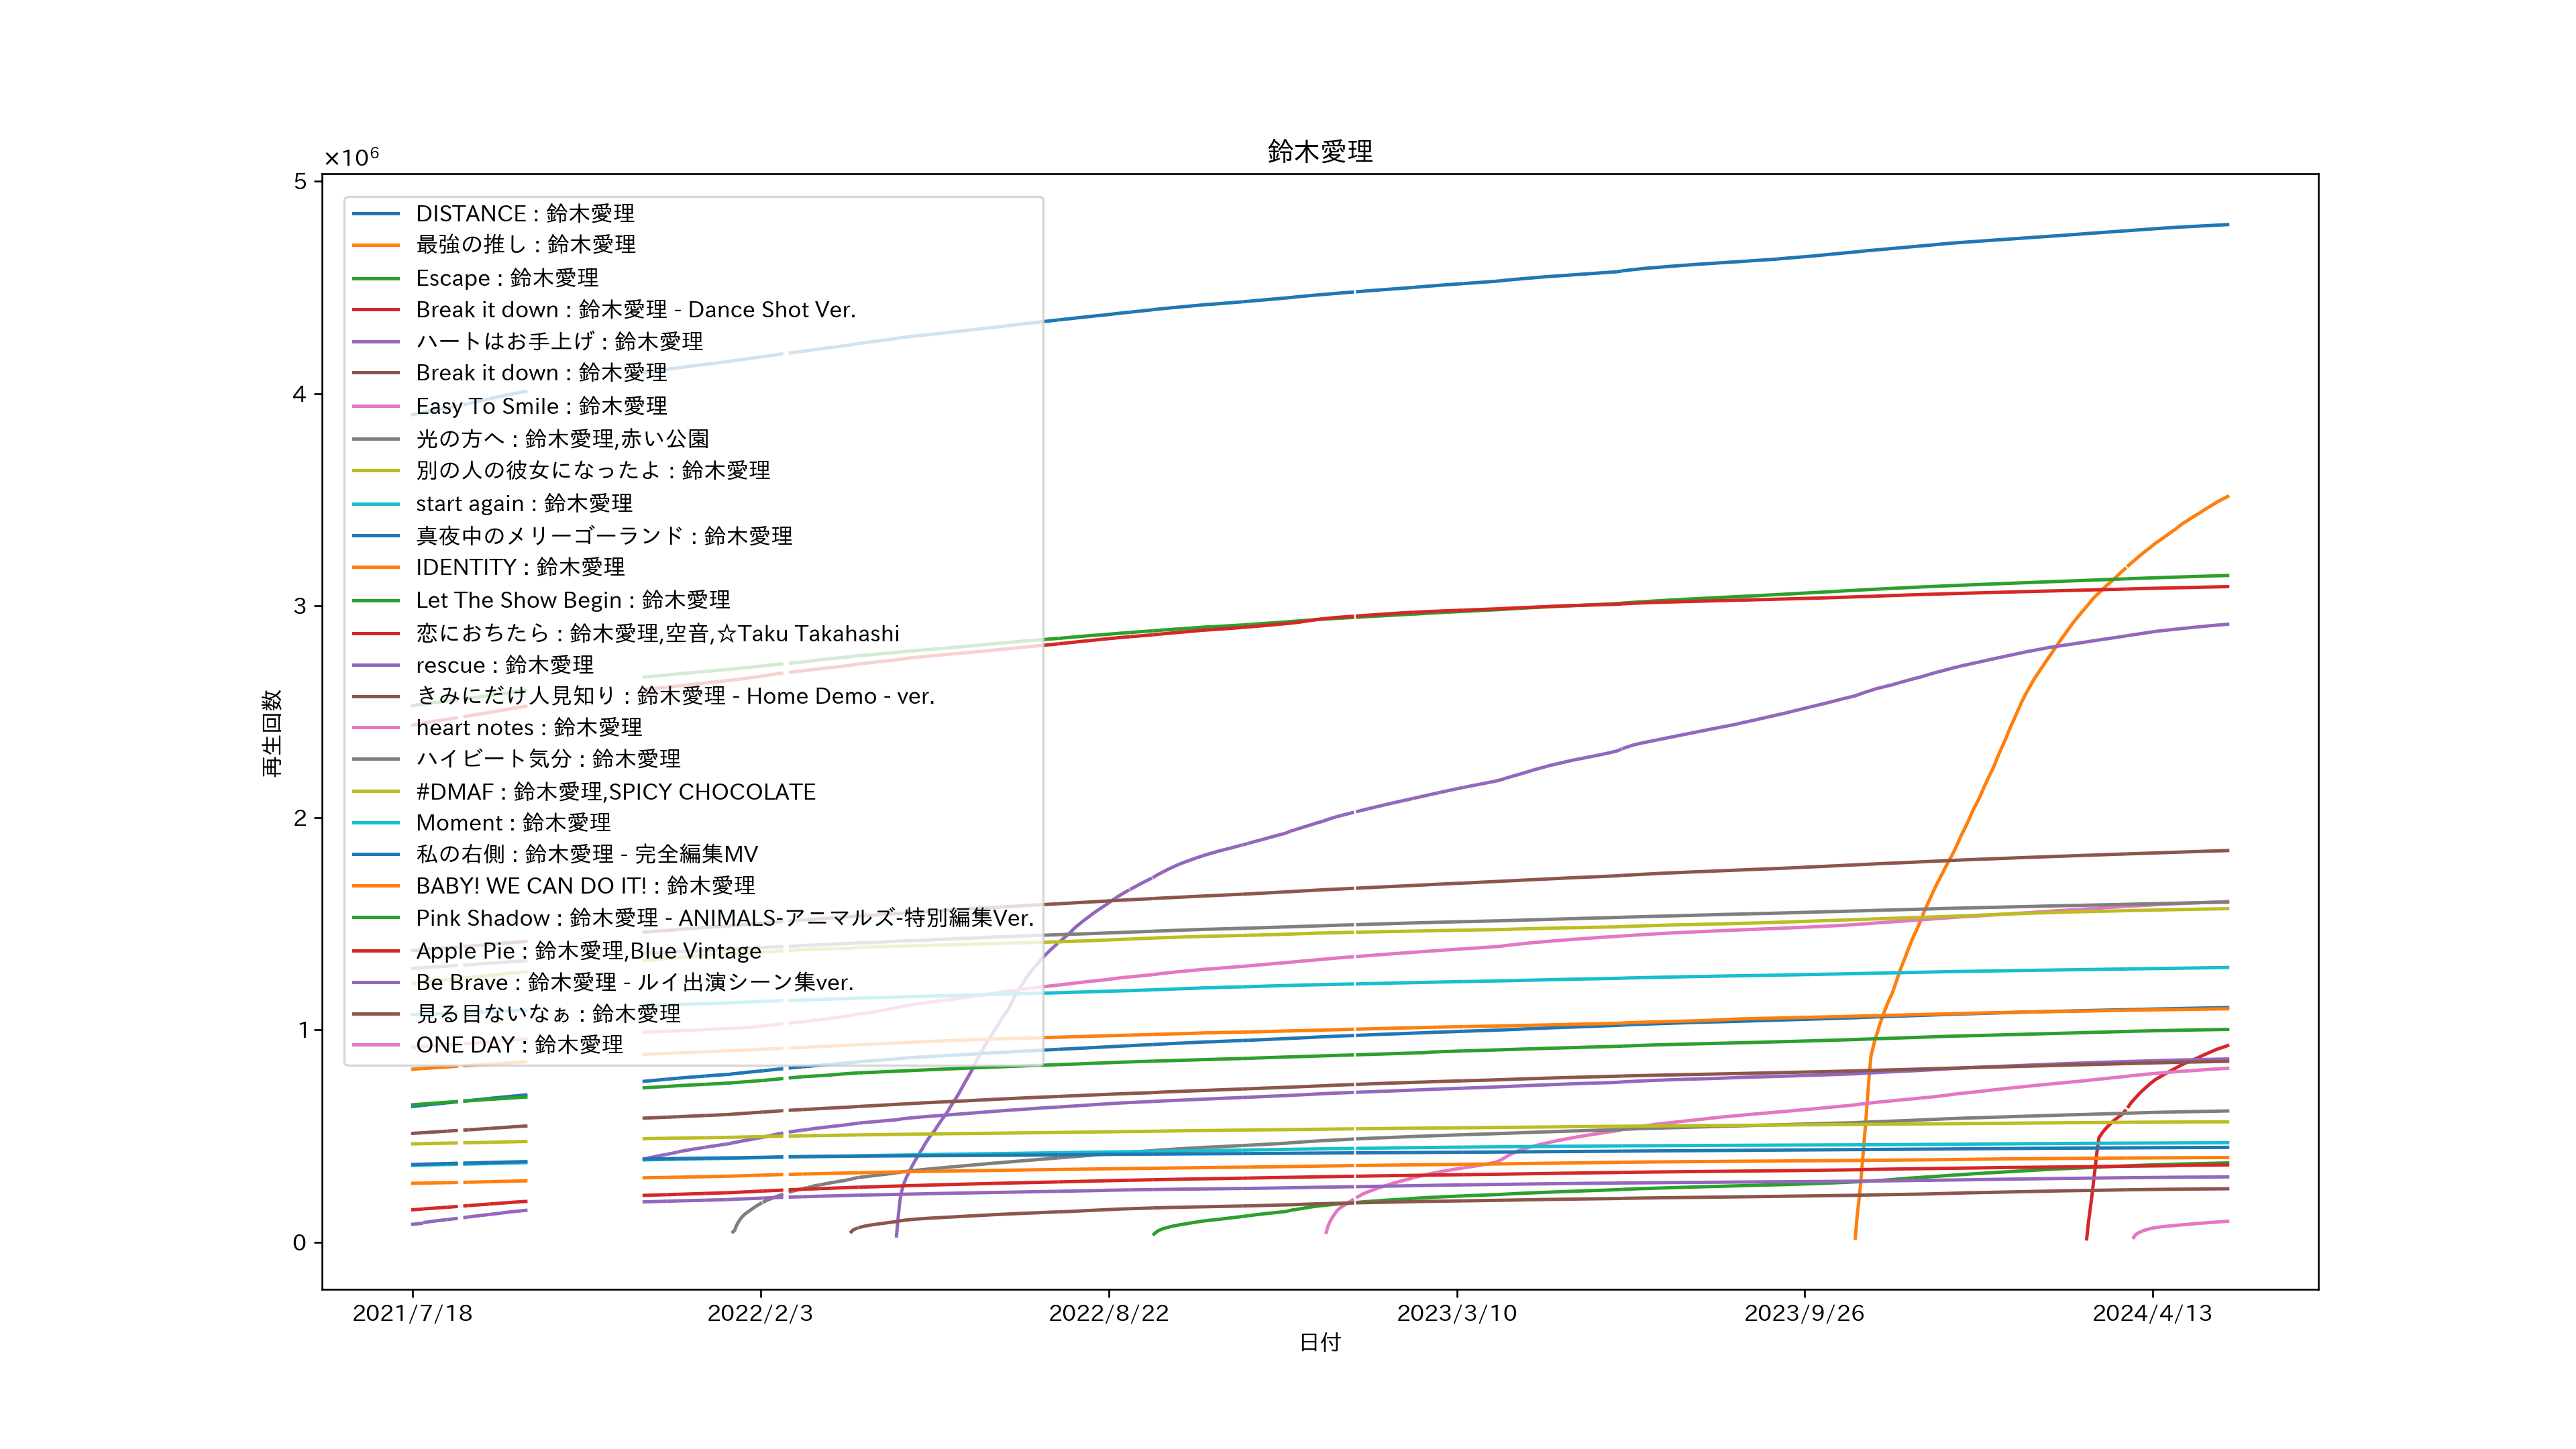 鈴木愛理
×10⁶
5
4
3
2
1
0
再生回数
DISTANCE : 鈴木愛理
最強の推し : 鈴木愛理
Escape : 鈴木愛理
Break it down : 鈴木愛理 - Dance Shot Ver.
ハートはお手上げ : 鈴木愛理
Break it down : 鈴木愛理
Easy To Smile : 鈴木愛理
光の方へ : 鈴木愛理,赤い公園
別の人の彼女になったよ : 鈴木愛理
start again : 鈴木愛理
真夜中のメリーゴーランド : 鈴木愛理
IDENTITY : 鈴木愛理
Let The Show Begin : 鈴木愛理
恋におちたら : 鈴木愛理,空音,☆Taku Takahashi
rescue : 鈴木愛理
きみにだけ人見知り : 鈴木愛理 - Home Demo - ver.
heart notes : 鈴木愛理
ハイビート気分 : 鈴木愛理
#DMAF : 鈴木愛理,SPICY CHOCOLATE
Moment : 鈴木愛理
私の右側 : 鈴木愛理 - 完全編集MV
BABY! WE CAN DO IT! : 鈴木愛理
Pink Shadow : 鈴木愛理 - ANIMALS-アニマルズ-特別編集Ver.
Apple Pie : 鈴木愛理,Blue Vintage
Be Brave : 鈴木愛理 - ルイ出演シーン集ver.
見る目ないなぁ : 鈴木愛理
ONE DAY : 鈴木愛理
2021/7/18
2022/2/3
2022/8/22
2023/3/10
2023/9/26
2024/4/13
日付